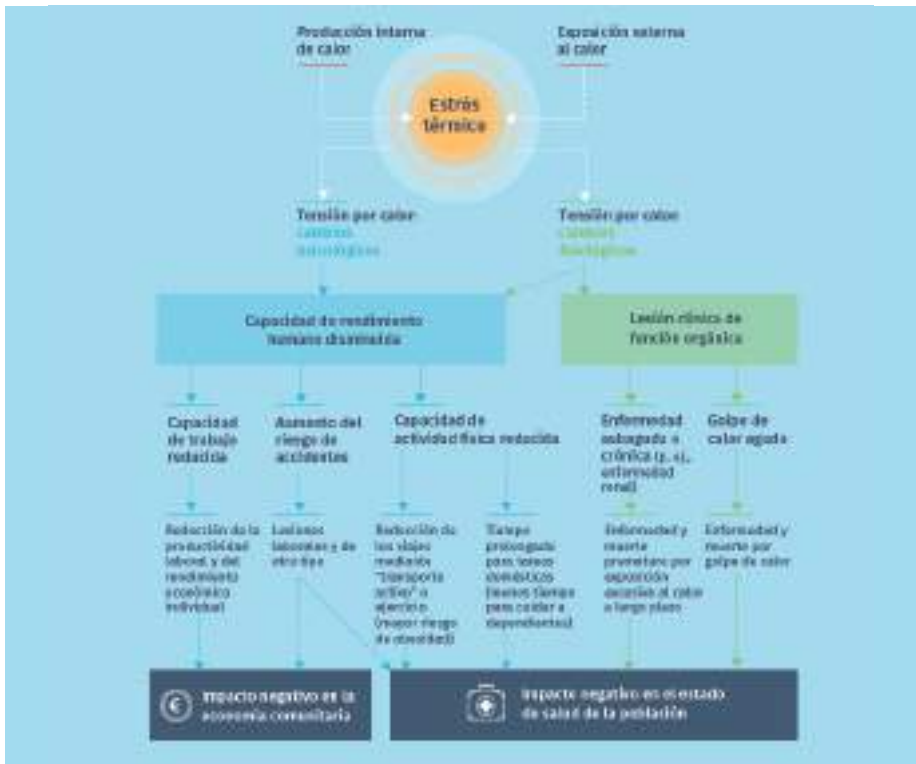 Producción interna
de calor
Exposición externa
al calor
Estrés
térmico
Tensión por calor
cambios
psicológicos
Tensión por calor
cambios
fisiológicos
Capacidad de rendimiento
humano disminuida
Lesión clínica de
función orgánica
Capacidad
de trabajo
reducida
Aumento del
riesgo de
accidentes
Capacidad de
actividad física reducida
Enfermedad
subaguda o
crónica (p. ej.,
enfermedad
renal)
Golpe de
calor agudo
Reducción de la
productividad
laboral y del
rendimiento
económico
individual
Lesiones
laborales y de
otro tipo
Reducción de
los viajes
mediante
"transporte
activo" o
ejercicio
(mayor riesgo
de obesidad)
Tiempo
prolongado
para tareas
domésticas
(menos tiempo
para cuidar a
dependientes)
Enfermedad y
muerte
prematura por
exposición
excesiva al calor
a largo plazo
Enfermedad y
muerte por
golpe de calor
€
Impacto negativo en la
economía comunitaria
Impacto negativo en el estado
de salud de la población